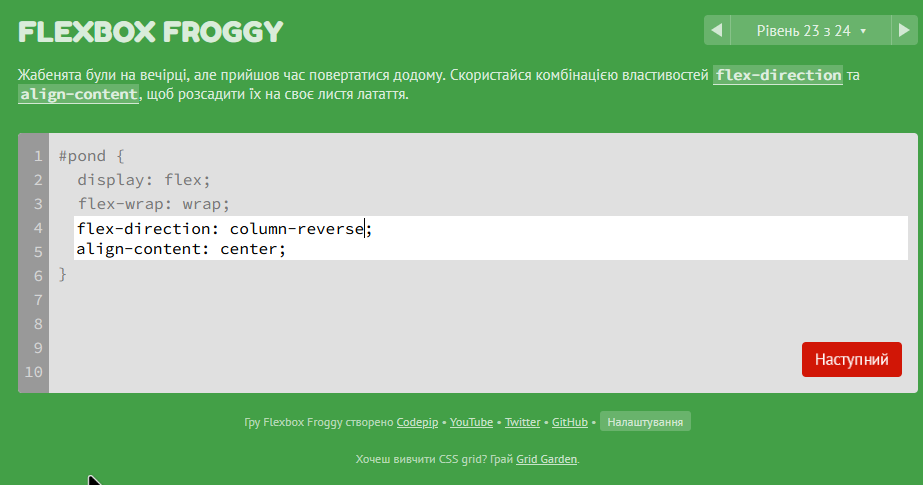 FLEXBOX FROGGY
Рівень 23 з 24
Жабенята були на вечірці, але прийшов час повертатися додому. Скористайся комбінацією властивостей flex-direction та
align-content, щоб розсадити їх на своє листя латаття.
1 #pond {
2 display: flex;
3 flex-wrap: wrap;
4 flex-direction: column-reverse;
5 align-content: center;
6 }
7
8
9
10
Наступний
Гру Flexbox Froggy створено Codepip • YouTube • Twitter • GitHub • Налаштування
Хочеш вивчити CSS grid? Грай Grid Garden.